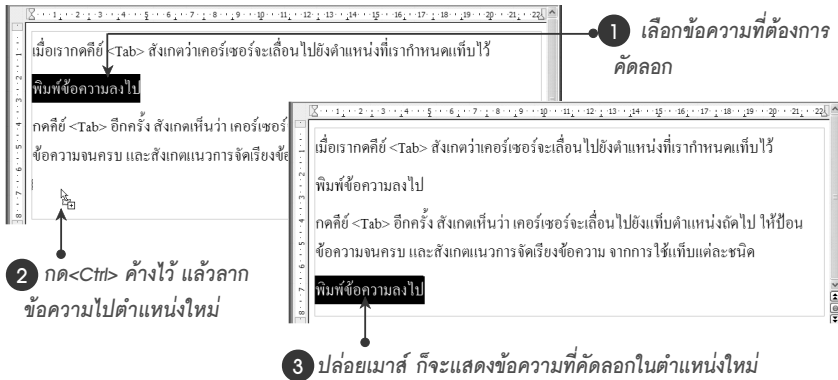 1 เลือกข้อความที่ต้องการ
คัดลอก
เมื่อเรากดคีย์ <Tab> สังเกตว่าเคอร์เซอร์จะเลื่อนไปยังตำแหน่งที่เรากำหนดแท็บไว้
พิมพ์ข้อความลงไป
กดคีย์ <Tab> อีกครั้ง สังเกตเห็นว่า เคอร์เซอร์
ข้อความจนครบ และสังเกตแนวการจัดเรียงข้อ
2 กด<Ctrl> ค้างไว้ แล้วลาก
ข้อความไปตำแหน่งใหม่
เมื่อเรากดคีย์ <Tab> สังเกตว่าเคอร์เซอร์จะเลื่อนไปยังตำแหน่งที่เรากำหนดแท็บไว้
พิมพ์ข้อความลงไป
กดคีย์ <Tab> อีกครั้ง สังเกตเห็นว่า เคอร์เซอร์จะเลื่อนไปยังแท็บตำแหน่งถัดไป ให้ป้อน
ข้อความจนครบ และสังเกตแนวการจัดเรียงข้อความ จากการใช้แท็บแต่ละชนิด
พิมพ์ข้อความลงไป
3 ปล่อยเมาส์ ก็จะแสดงข้อความที่คัดลอกในตำแหน่งใหม่